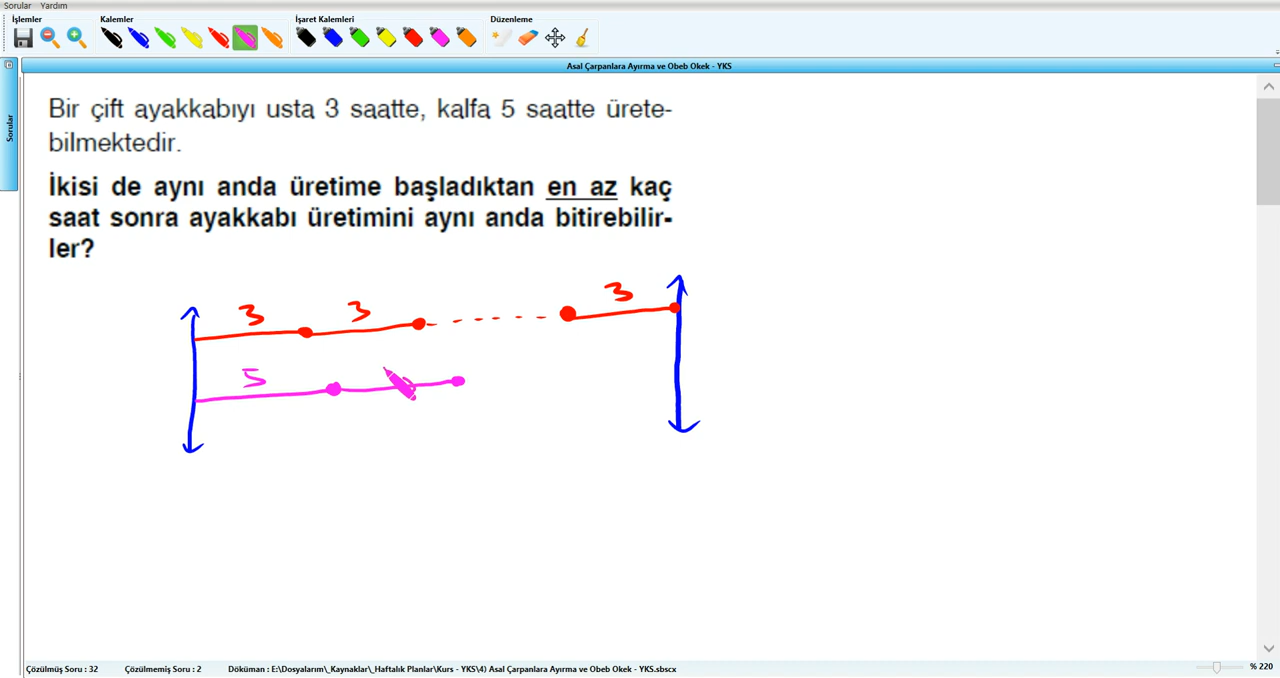 Sorular Yardım
İşlemler Kalemler İşaret Kalemleri Düzenleme
Asal Çarpanlara Ayırma ve Obeb Okek - YKS
Sorular
Bir çift ayakkabıyı usta 3 saatte, kalfa 5 saatte ürete-
bilmektedir.
İkisi de aynı anda üretime başladıktan en az kaç
saat sonra ayakkabı üretimini aynı anda bitirebilir-
ler?
3 3 3
5
Çözülmüş Soru : 32 Çözülmemiş Soru : 2 Döküman : E:\Dosyalarım\_Kaynaklar\_Haftalık Planlar\Kurs - YKS\4) Asal Çarpanlara Ayırma ve Obeb Okek - YKS.sbscx % 220